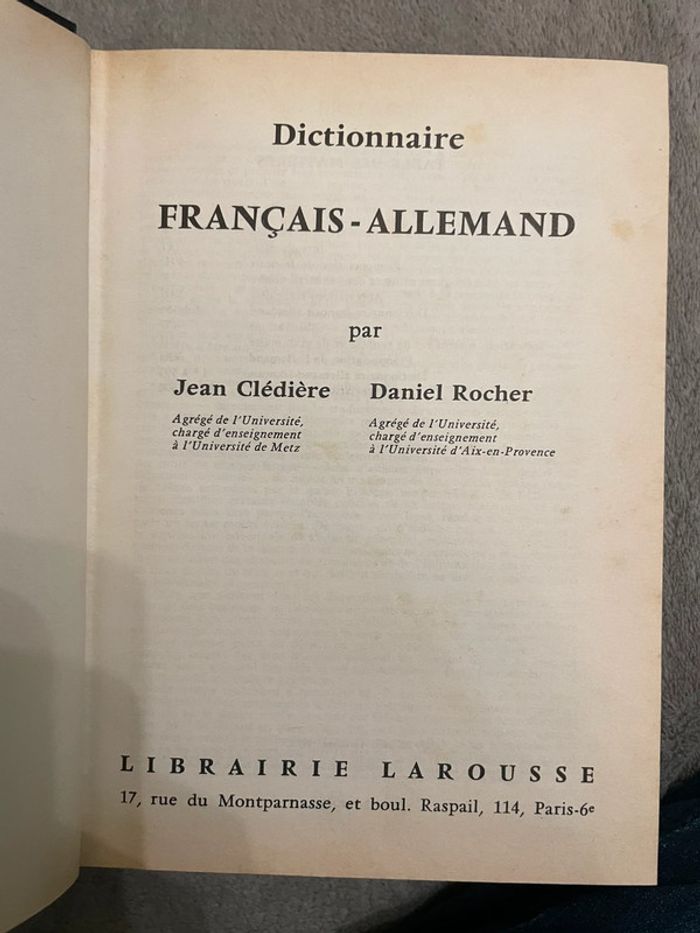 Dictionnaire
FRANÇAIS-ALLEMAND
par
Jean Clédière
Agrégé de l'Université,
chargé d'enseignement
à l'Université de Metz
Daniel Rocher
Agrégé de l'Université,
chargé d'enseignement
à l'Université d'Aix-en-Provence
LIBRAIRIE LAROUSSE
17, rue du Montparnasse, et boul. Raspail, 114, Paris-6e